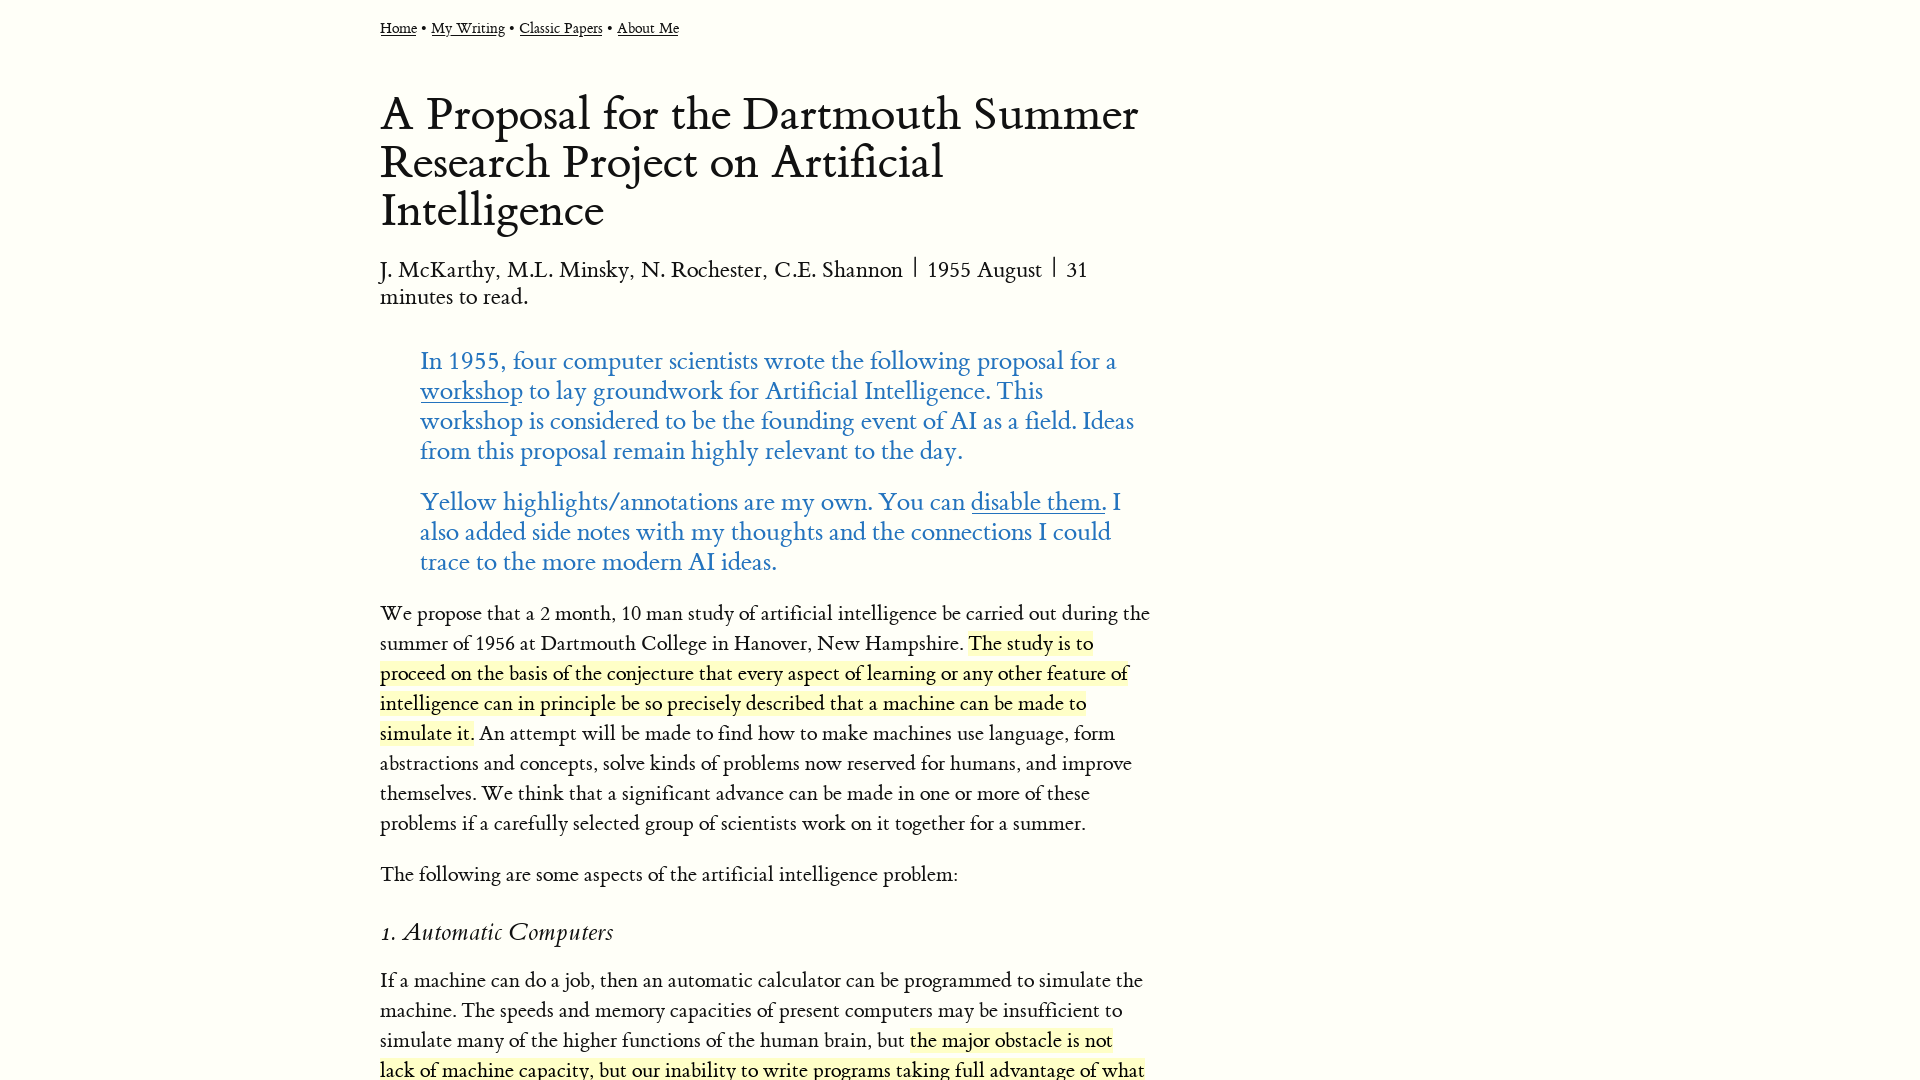 Home • My Writing • Classic Papers • About Me
A Proposal for the Dartmouth Summer
Research Project on Artificial
Intelligence
J. McKarthy, M.L. Minsky, N. Rochester, C.E. Shannon | 1955 August | 31
minutes to read.
In 1955, four computer scientists wrote the following proposal for a
workshop to lay groundwork for Artificial Intelligence. This
workshop is considered to be the founding event of AI as a field. Ideas
from this proposal remain highly relevant to the day.
Yellow highlights/annotations are my own. You can disable them. I
also added side notes with my thoughts and the connections I could
trace to the more modern AI ideas.
We propose that a 2 month, 10 man study of artificial intelligence be carried out during the
summer of 1956 at Dartmouth College in Hanover, New Hampshire. The study is to
proceed on the basis of the conjecture that every aspect of learning or any other feature of
intelligence can in principle be so precisely described that a machine can be made to
simulate it. An attempt will be made to find how to make machines use language, form
abstractions and concepts, solve kinds of problems now reserved for humans, and improve
themselves. We think that a significant advance can be made in one or more of these
problems if a carefully selected group of scientists work on it together for a summer.
The following are some aspects of the artificial intelligence problem:
1. Automatic Computers
If a machine can do a job, then an automatic calculator can be programmed to simulate the
machine. The speeds and memory capacities of present computers may be insufficient to
simulate many of the higher functions of the human brain, but the major obstacle is not
lack of machine capacity, but our inability to write programs taking full advantage of what